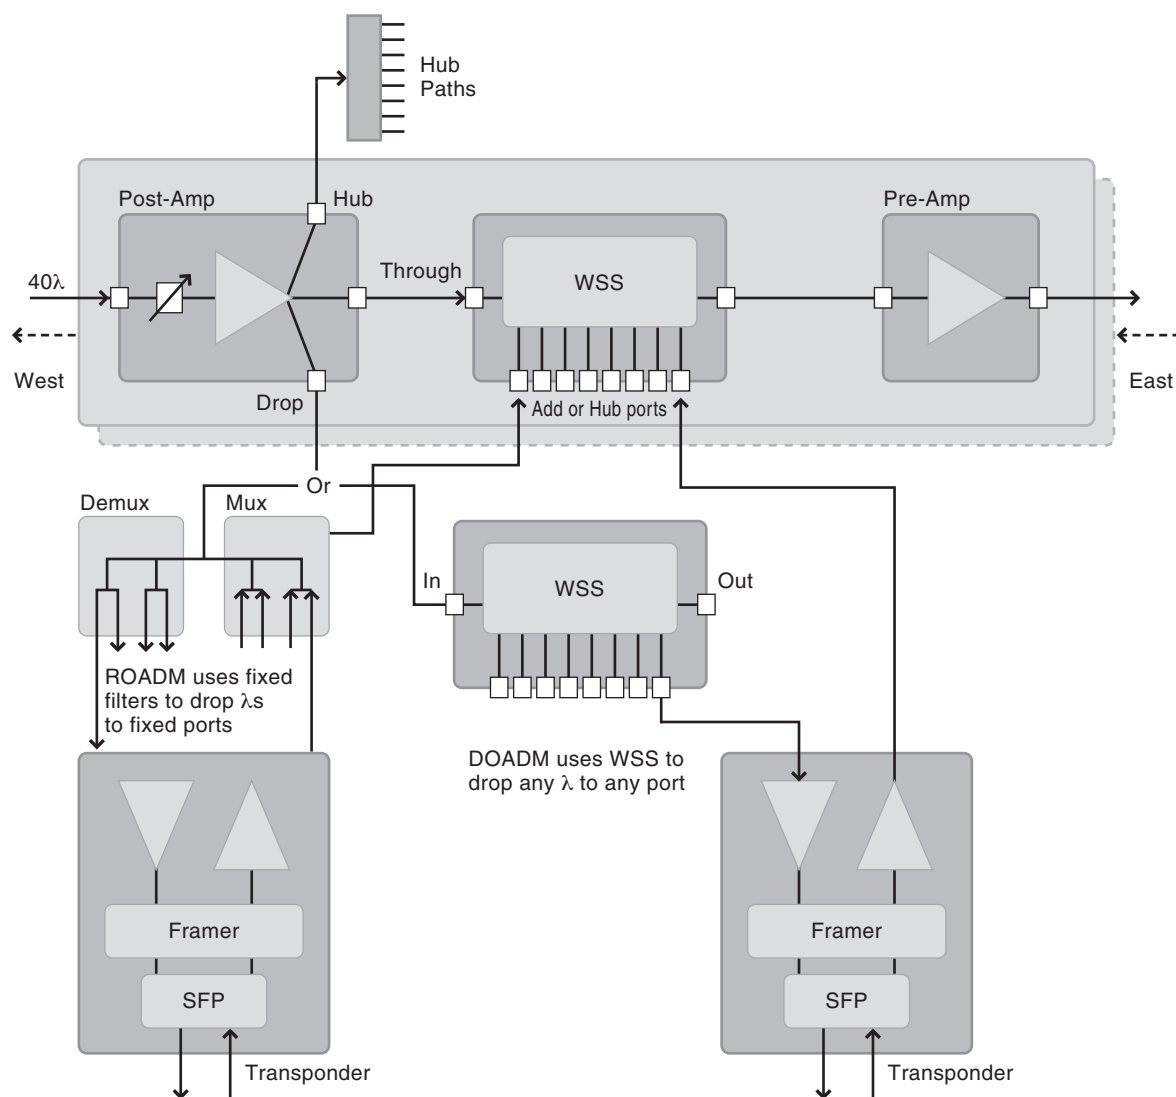 Hub
Paths
Post-Amp
Hub
Pre-Amp
40λ
Through
WSS
West
East
Drop
Add or Hub ports
Or
Demux
Mux
In
WSS
Out
ROADM uses fixed
filters to drop λs
to fixed ports
DOADM uses WSS to
drop any λ to any port
Framer
Framer
SFP
SFP
Transponder
Transponder